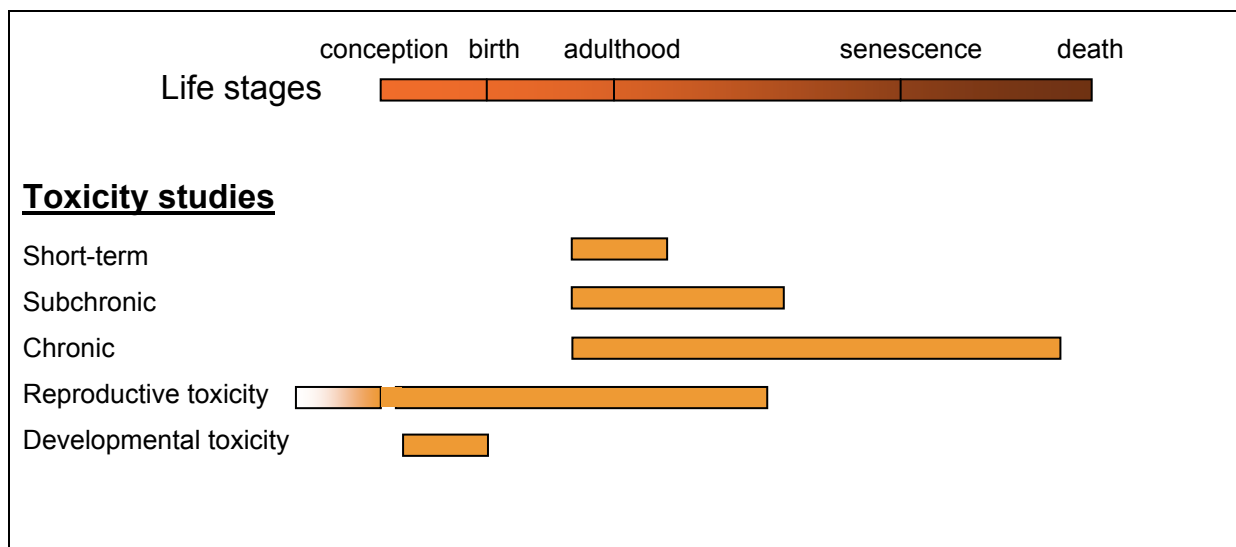 conception birth adulthood senescence death
Life stages
Toxicity studies
Short-term
Subchronic
Chronic
Reproductive toxicity
Developmental toxicity